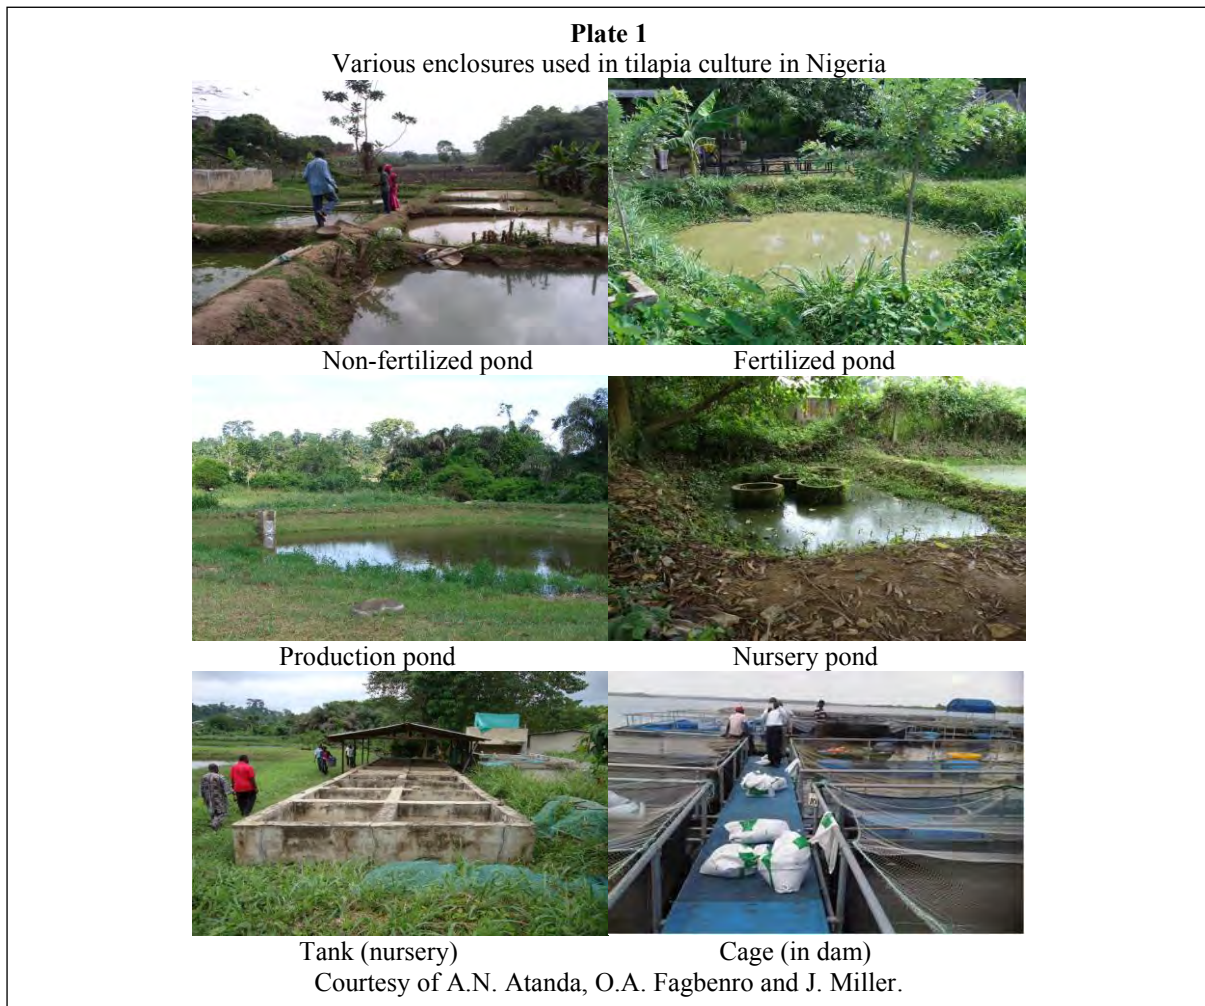 Plate 1
Various enclosures used in tilapia culture in Nigeria
Non-fertilized pond
Fertilized pond
Production pond
Nursery pond
Tank (nursery)
Cage (in dam)
Courtesy of A.N. Atanda, O.A. Fagbenro and J. Miller.